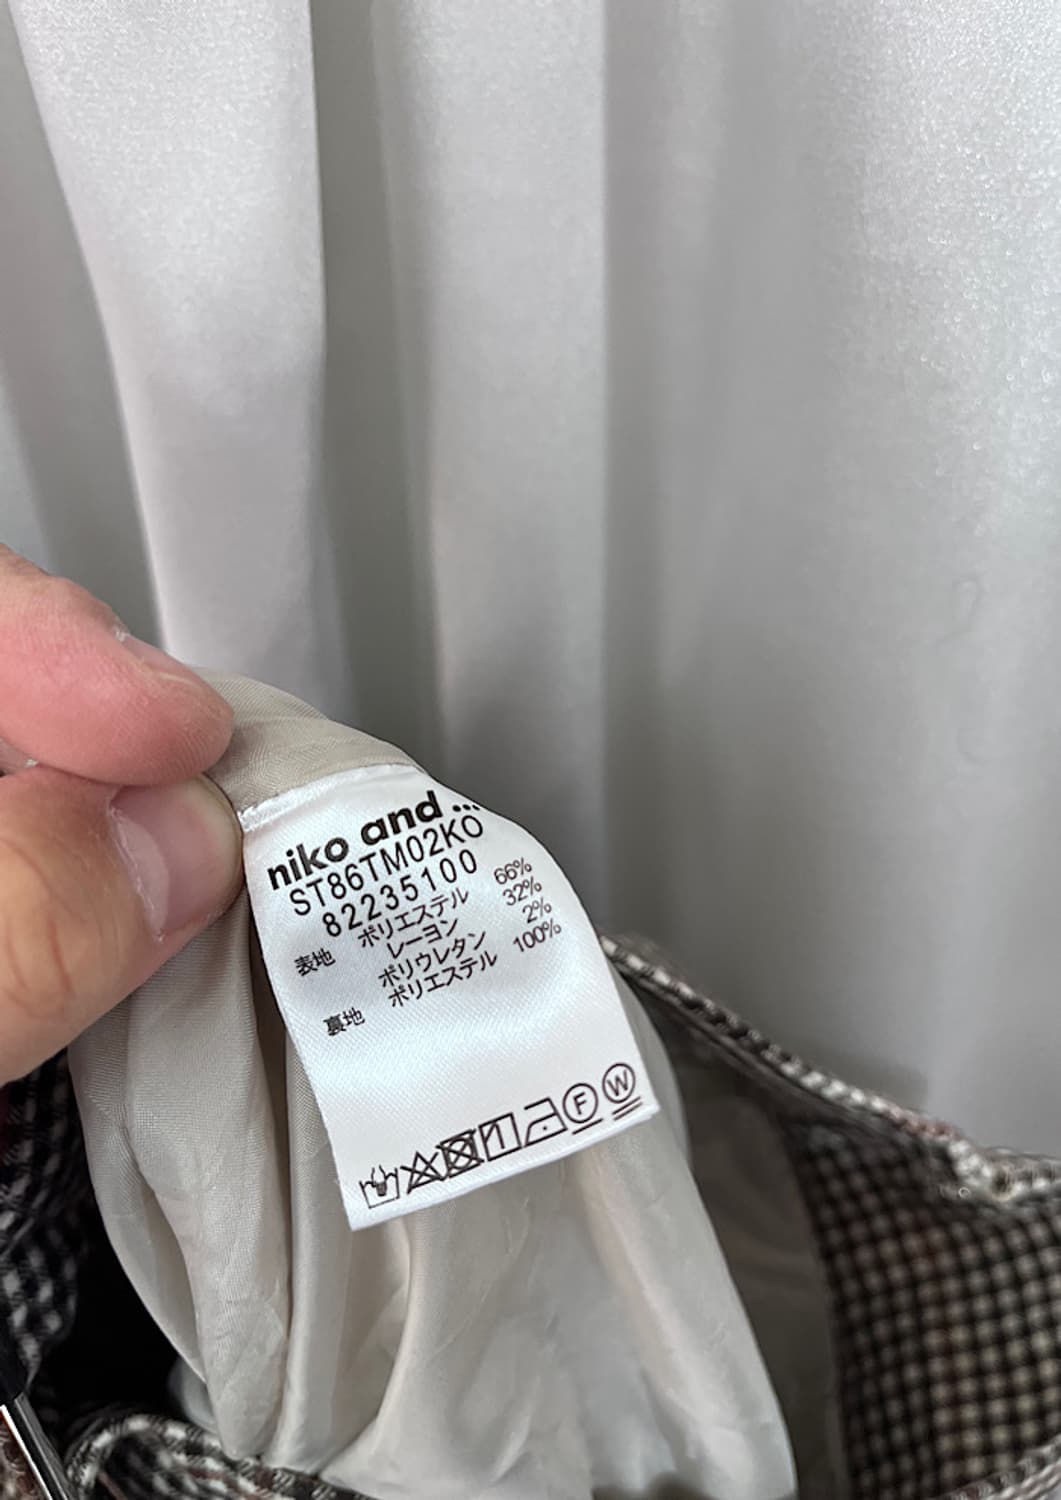 niko and ...
ST86TM02KO
82235100
表地 ポリエステル 66%
レーヨン 32%
ポリウレタン 2%
裏地 ポリエステル 100%
F W